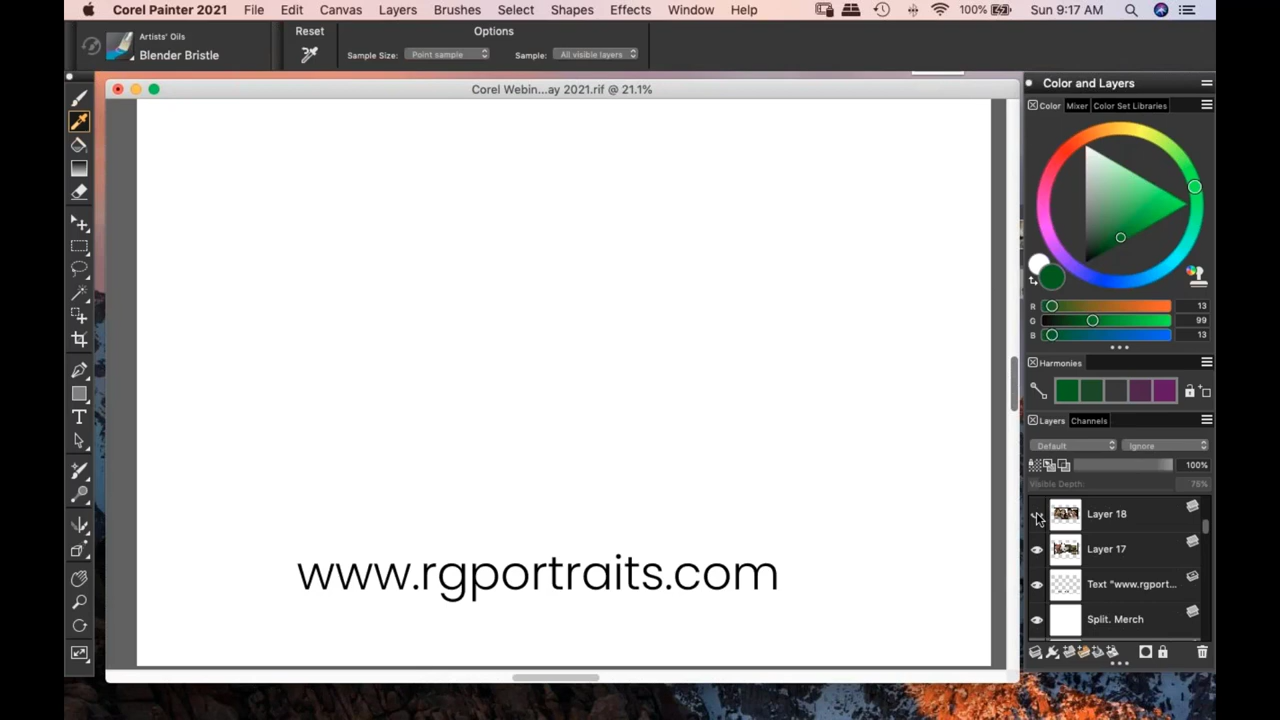 Corel Painter 2021 File Edit Canvas Layers Brushes Select Shapes Effects Window Help 100% Sun 9:17 AM
Artists' Oils
Blender Bristle
Reset
Options
Sample Size: Point sample Sample: All visible layers
Corel Webin...ay 2021.rif @ 21.1%
www.rgportraits.com
Color and Layers
Color Mixer Color Set Libraries
R 13
G 99
B 13
Harmonies
Layers Channels
Default Ignore
100%
Visible Depth: 75%
Layer 18
Layer 17
Text "www.rgport...
Split. Merch